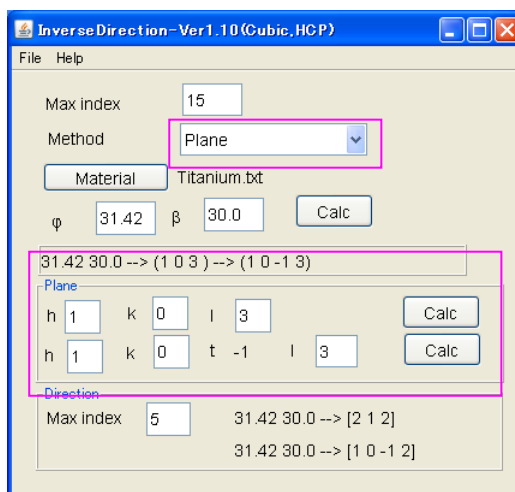 InverseDirection-Ver1.10(Cubic,HCP)
File Help
Max index 15
Method Plane
Material Titanium.txt
φ 31.42 β 30.0 Calc
31.42 30.0 --> (1 0 3 ) --> (1 0 -1 3)
Plane
h 1 k 0 l 3 Calc
h 1 k 0 t -1 l 3 Calc
Direction
Max index 5 31.42 30.0 --> [2 1 2]
31.42 30.0 --> [1 0 -1 2]